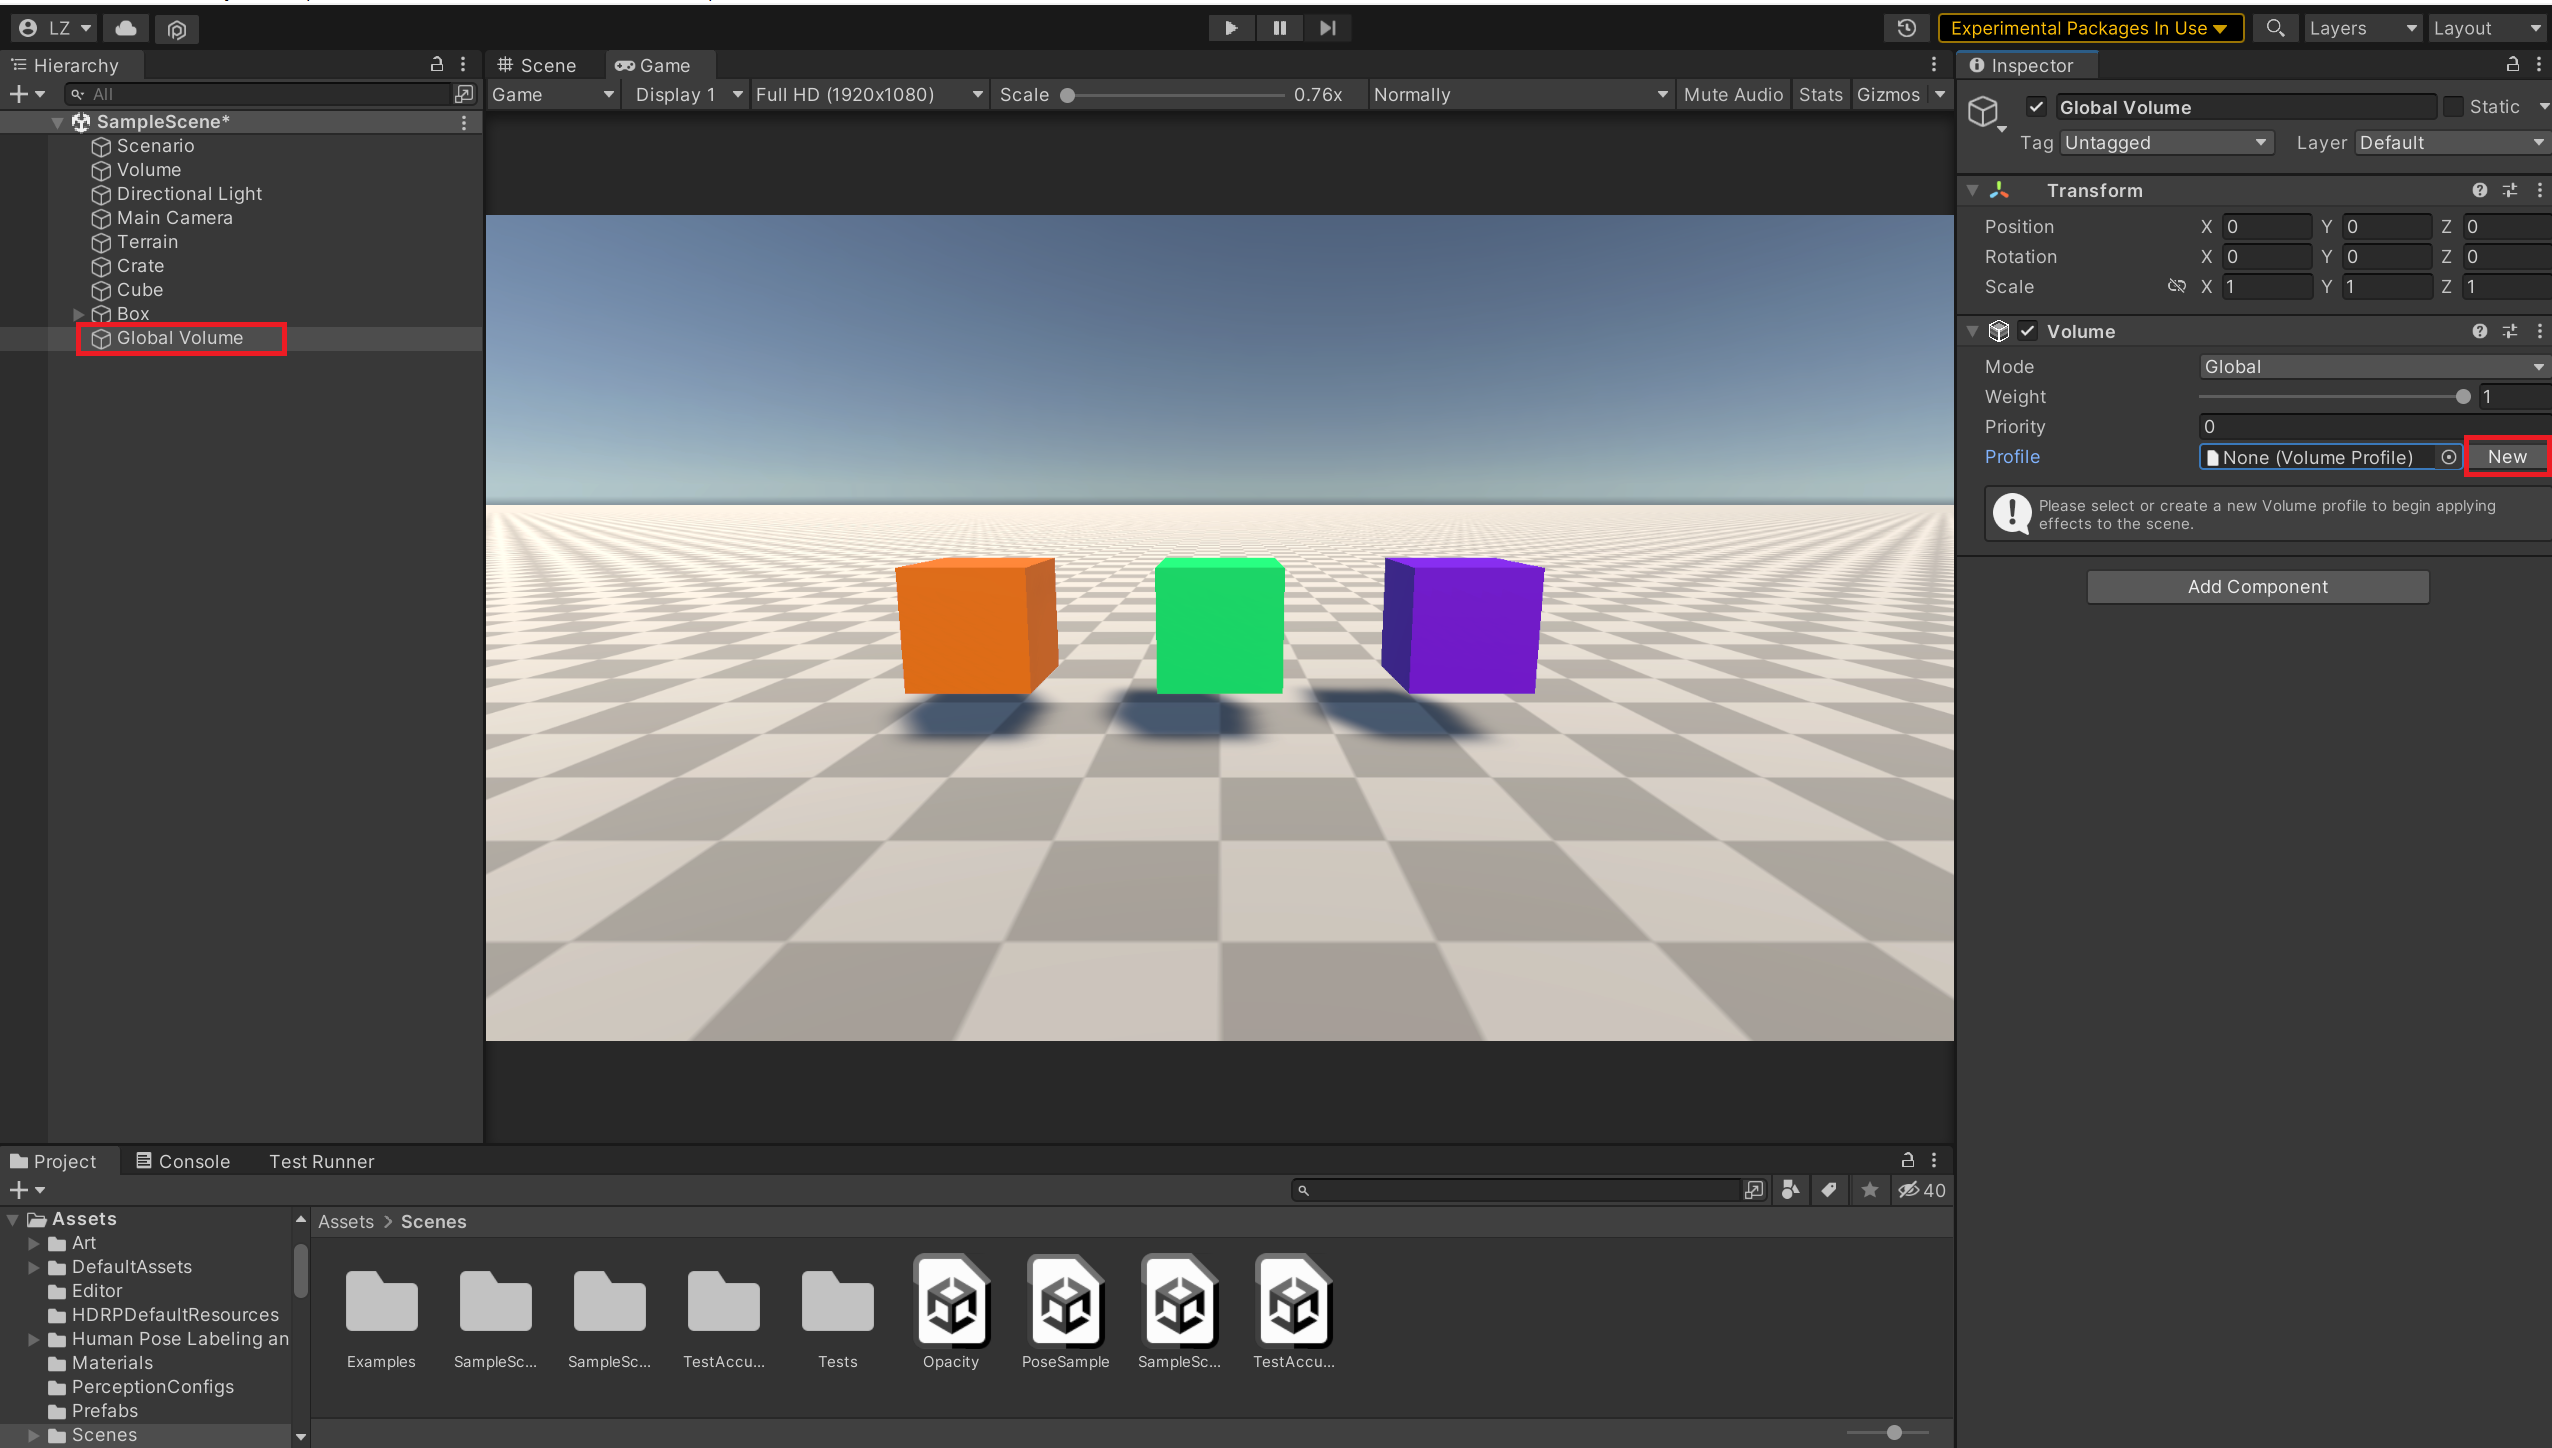 LZ
Experimental Packages In Use
Layers
Layout
Hierarchy
Scene
Game
Inspector
All
Game
Display 1
Full HD (1920x1080)
Scale
0.76x
Normally
Mute Audio
Stats
Gizmos
SampleScene*
Scenario
Volume
Directional Light
Main Camera
Terrain
Crate
Cube
Box
Global Volume
Global Volume
Static
Tag
Untagged
Layer
Default
Transform
Position
X 0
Y 0
Z 0
Rotation
X 0
Y 0
Z 0
Scale
X 1
Y 1
Z 1
Volume
Mode
Global
Weight
1
Priority
0
Profile
None (Volume Profile)
New
Please select or create a new Volume profile to begin applying
effects to the scene.
Add Component
Project
Console
Test Runner
40
Assets
Art
DefaultAssets
Editor
HDRPDefaultResources
Human Pose Labeling an
Materials
PerceptionConfigs
Prefabs
Scenes
Assets > Scenes
Examples
SampleSc...
SampleSc...
TestAccu...
Tests
Opacity
PoseSample
SampleSc...
TestAccu...